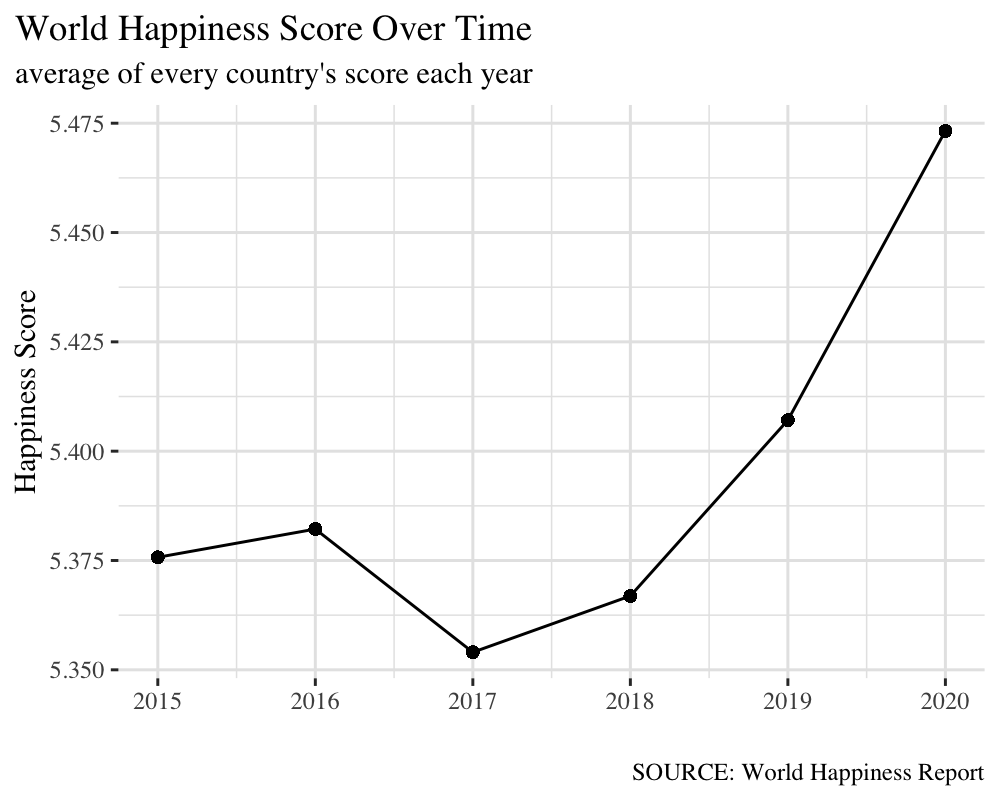 World Happiness Score Over Time
average of every country's score each year
Happiness Score
5.475
5.450
5.425
5.400
5.375
5.350
2015 2016 2017 2018 2019 2020
SOURCE: World Happiness Report